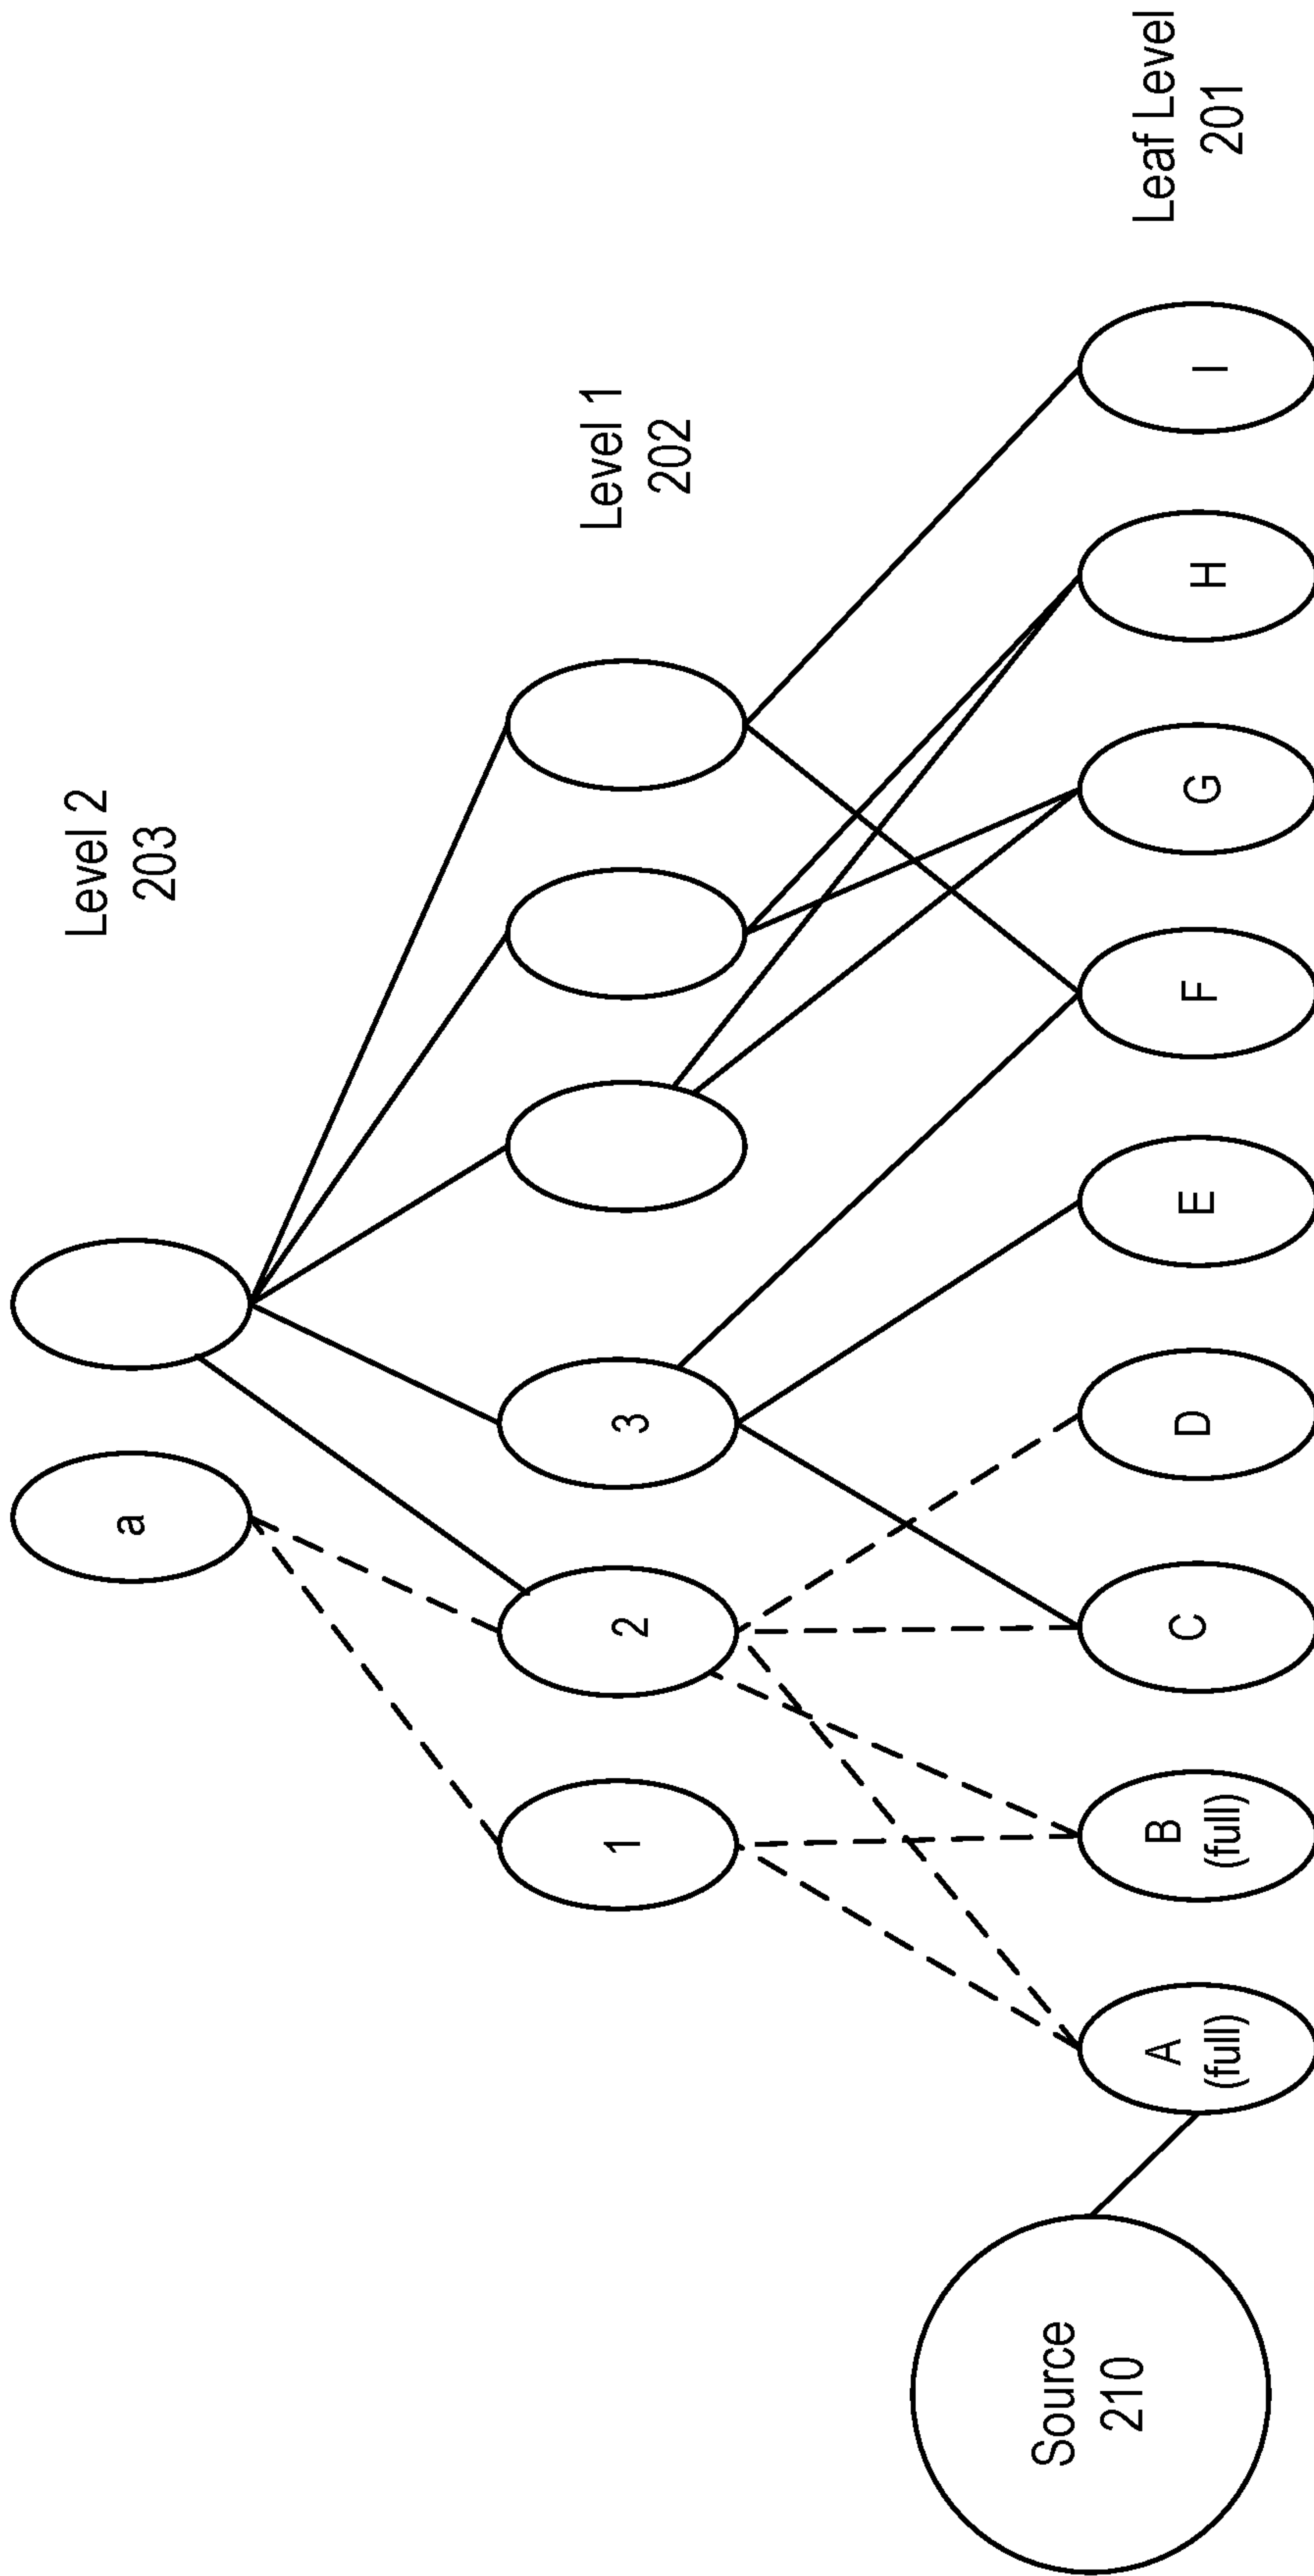 Level 2
203
a
Level 1
202
1
2
3
Leaf Level
201
Source
210
A
(full)
B
(full)
C
D
E
F
G
H
I